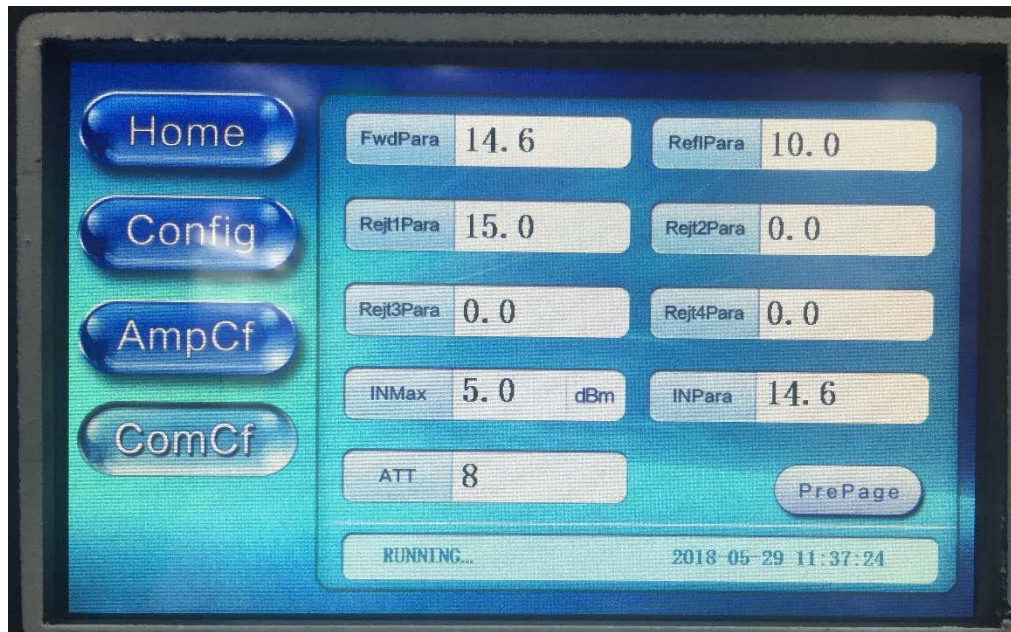 Home
Config
AmpCf
ComCf
FwdPara 14.6 ReflPara 10.0
Rejt1Para 15.0 Rejt2Para 0.0
Rejt3Para 0.0 Rejt4Para 0.0
INMax 5.0 dBm INPara 14.6
ATT 8
PrePage
RUNNING... 2018-05-29 11:37:24